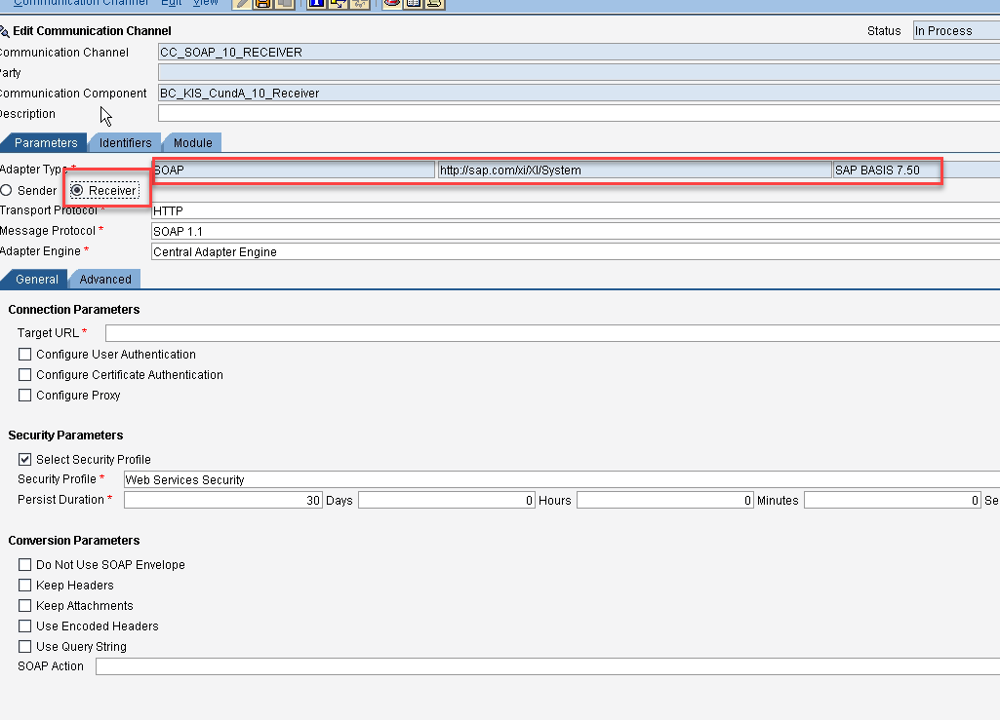 Communication Channel Edit View
Edit Communication Channel Status In Process
Communication Channel CC_SOAP_10_RECEIVER
Party
Communication Component BC_KIS_CundA_10_Receiver
Description
Parameters Identifiers Module
Adapter Type * SOAP http://sap.com/xi/XI/System SAP BASIS 7.50
Sender Receiver
Transport Protocol * HTTP
Message Protocol * SOAP 1.1
Adapter Engine * Central Adapter Engine
General Advanced
Connection Parameters
Target URL *
Configure User Authentication
Configure Certificate Authentication
Configure Proxy
Security Parameters
Select Security Profile
Security Profile * Web Services Security
Persist Duration * 30 Days 0 Hours 0 Minutes 0 Se
Conversion Parameters
Do Not Use SOAP Envelope
Keep Headers
Keep Attachments
Use Encoded Headers
Use Query String
SOAP Action